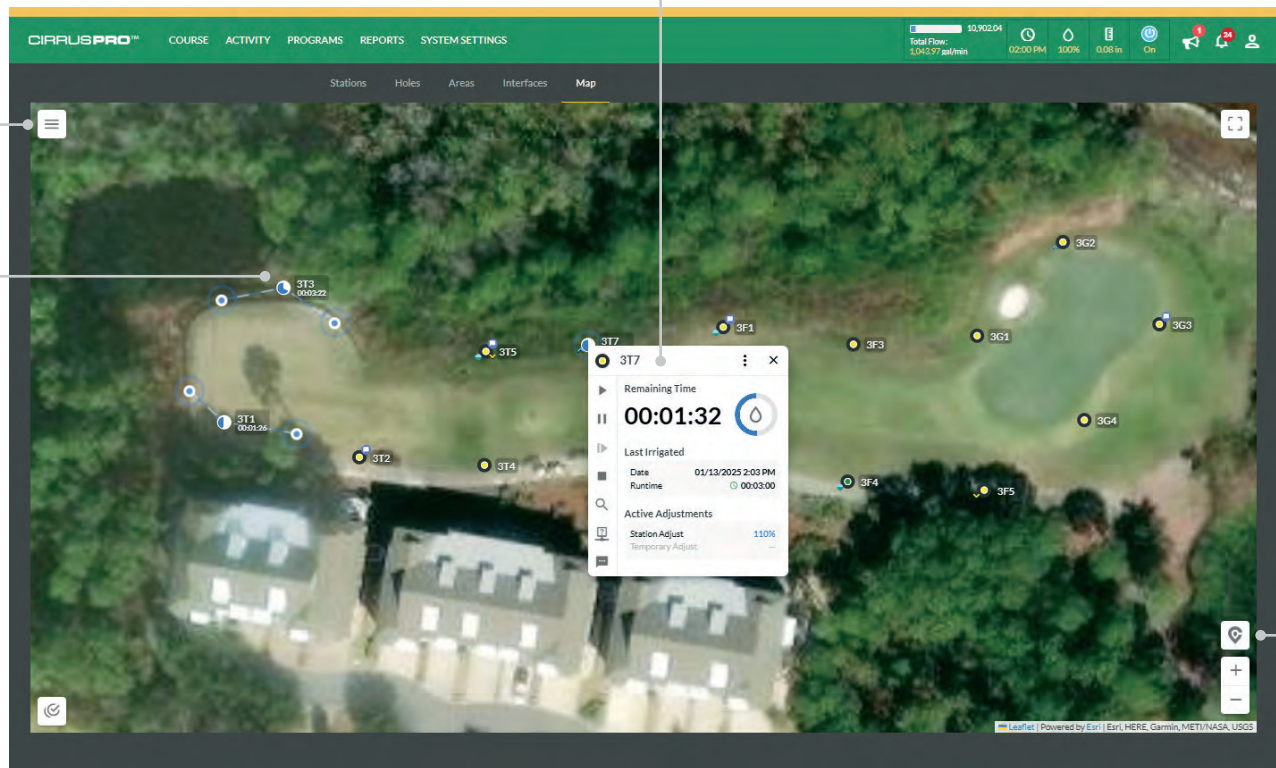 CIRRUSPRO™ COURSE ACTIVITY PROGRAMS REPORTS SYSTEM SETTINGS
10,902.04
Total Flow:
1,043.97 gal/min
02:00 PM 100% 0.08 in On 1 24
Stations Holes Areas Interfaces Map
3G2
3T3
00:03:22
3T5
3T7
3F1
3F3
3G1
3G3
3T7
Remaining Time
00:01:32
Last Irrigated
Date 01/13/2025 2:03 PM
Runtime 00:03:00
Active Adjustments
Station Adjust 110%
Temporary Adjust --
3T1
00:01:26
3T2
3T4
3G4
3F4
3F5
+
−
Leaflet | Powered by Esri | Esri, HERE, Garmin, METI/NASA, USGS